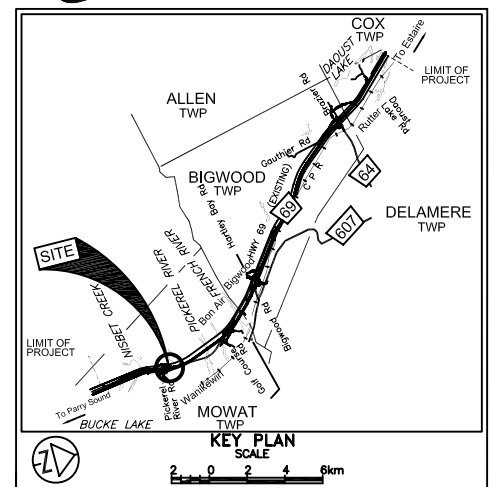 COX
TWP
To Estaire
DAOUST
LAKE
LIMIT OF
PROJECT
Brazier Rd
ALLEN
TWP
Rutter
Daoust
Lake Rd
Gauthier Rd
C P R
64
BIGWOOD
TWP
(EXISTING)
69
HWY 69
Hartley Bay Rd
607
DELAMERE
TWP
SITE
FRENCH RIVER
PICKEREL RIVER
NISBET CREEK
Bigwood
Bon Air
Bigwood Rd
LIMIT OF
PROJECT
Golf Course Rd
Wanikewin
Pickerel
River Rd
To Parry Sound
MOWAT
TWP
BUCKE LAKE
Z
KEY PLAN
SCALE
2 0 2 4 6km